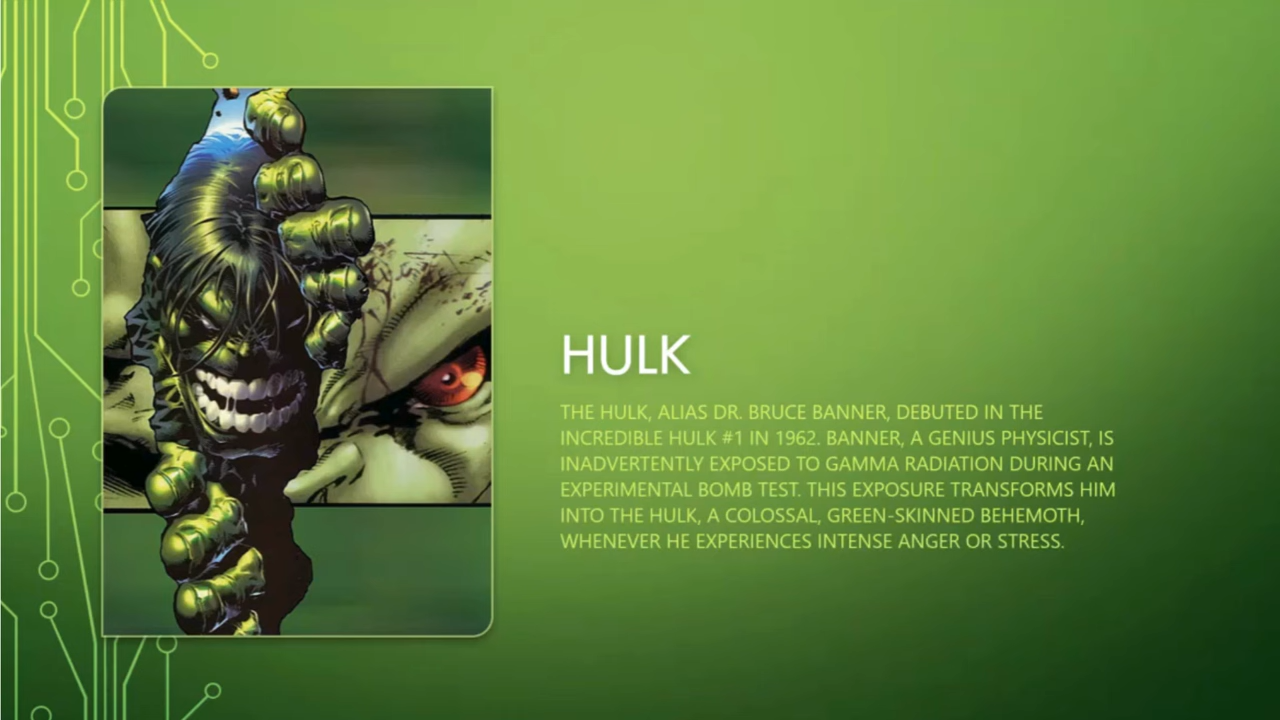 HULK
THE HULK, ALIAS DR. BRUCE BANNER, DEBUTED IN THE
INCREDIBLE HULK #1 IN 1962. BANNER, A GENIUS PHYSICIST, IS
INADVERTENTLY EXPOSED TO GAMMA RADIATION DURING AN
EXPERIMENTAL BOMB TEST. THIS EXPOSURE TRANSFORMS HIM
INTO THE HULK, A COLOSSAL, GREEN-SKINNED BEHEMOTH,
WHENEVER HE EXPERIENCES INTENSE ANGER OR STRESS.